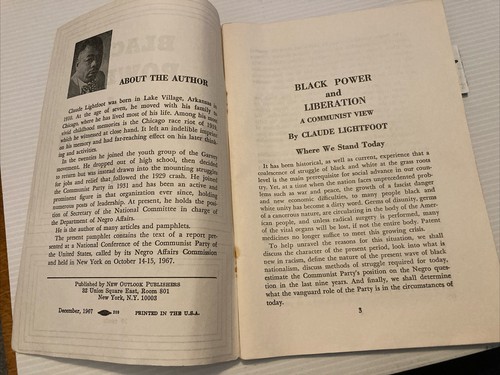 ABOUT THE AUTHOR
Claude Lightfoot was born in Lake Village, Arkansas in
1910. At the age of seven, he moved with his family to
Chicago, where he has lived most of his life. Among his most
vivid childhood memories is the Chicago race riot of 1919,
which he witnessed at close hand. It left an indelible imprint
on his memory and had far-reaching effect on his later think-
ing and activities.
In the twenties he joined the youth group of the Garvey
movement. He dropped out of high school, then decided
to return but was instead drawn into the mounting struggles
for jobs and relief that followed the 1929 crash. He joined
the Communist Party in 1931 and has been an active and
prominent figure in that organization ever since, holding
numerous posts of leadership. At present, he holds the posi-
tion of Secretary of the National Committee in charge of
the Department of Negro Affairs.
He is the author of many articles and pamphlets.
The present pamphlet contains the text of a report pre-
sented at a National Conference of the Communist Party of
the United States, called by its Negro Affairs Commission
and held in New York on October 14-15, 1967.
Published by NEW OUTLOOK PUBLISHERS
32 Union Square East, Room 801
New York, N.Y. 10003
December, 1967 PRINTED IN THE U.S.A.
BLACK POWER
and
LIBERATION
A COMMUNIST VIEW
By CLAUDE LIGHTFOOT
Where We Stand Today
It has been historical, as well as current, experience that a
coalescence of struggle of black and white at the grass roots
level is the main prerequisite for social advance in our coun-
try. Yet, at a time when the nation faces unprecedented prob-
lems such as war and peace, the growth of a fascist danger
and new economic difficulties, to many people black and
white unity has become a dirty word. Germs of disunity, germs
of a cancerous nature, are circulating in the body of the Amer-
ican people, and unless radical surgery is performed, many
of the vital organs will be lost, if not the entire body. Patent
medicines no longer suffice to meet this growing crisis.
To help unravel the reasons for this situation, we shall
discuss the character of the present period, look into what is
new in racism, define the nature of the present wave of black
nationalism, discuss methods of struggle required for today,
estimate the Communist Party's position on the Negro ques-
tion in the last nine years. And finally, we shall determine
what the vanguard role of the Party is in the circumstances of
today.
3